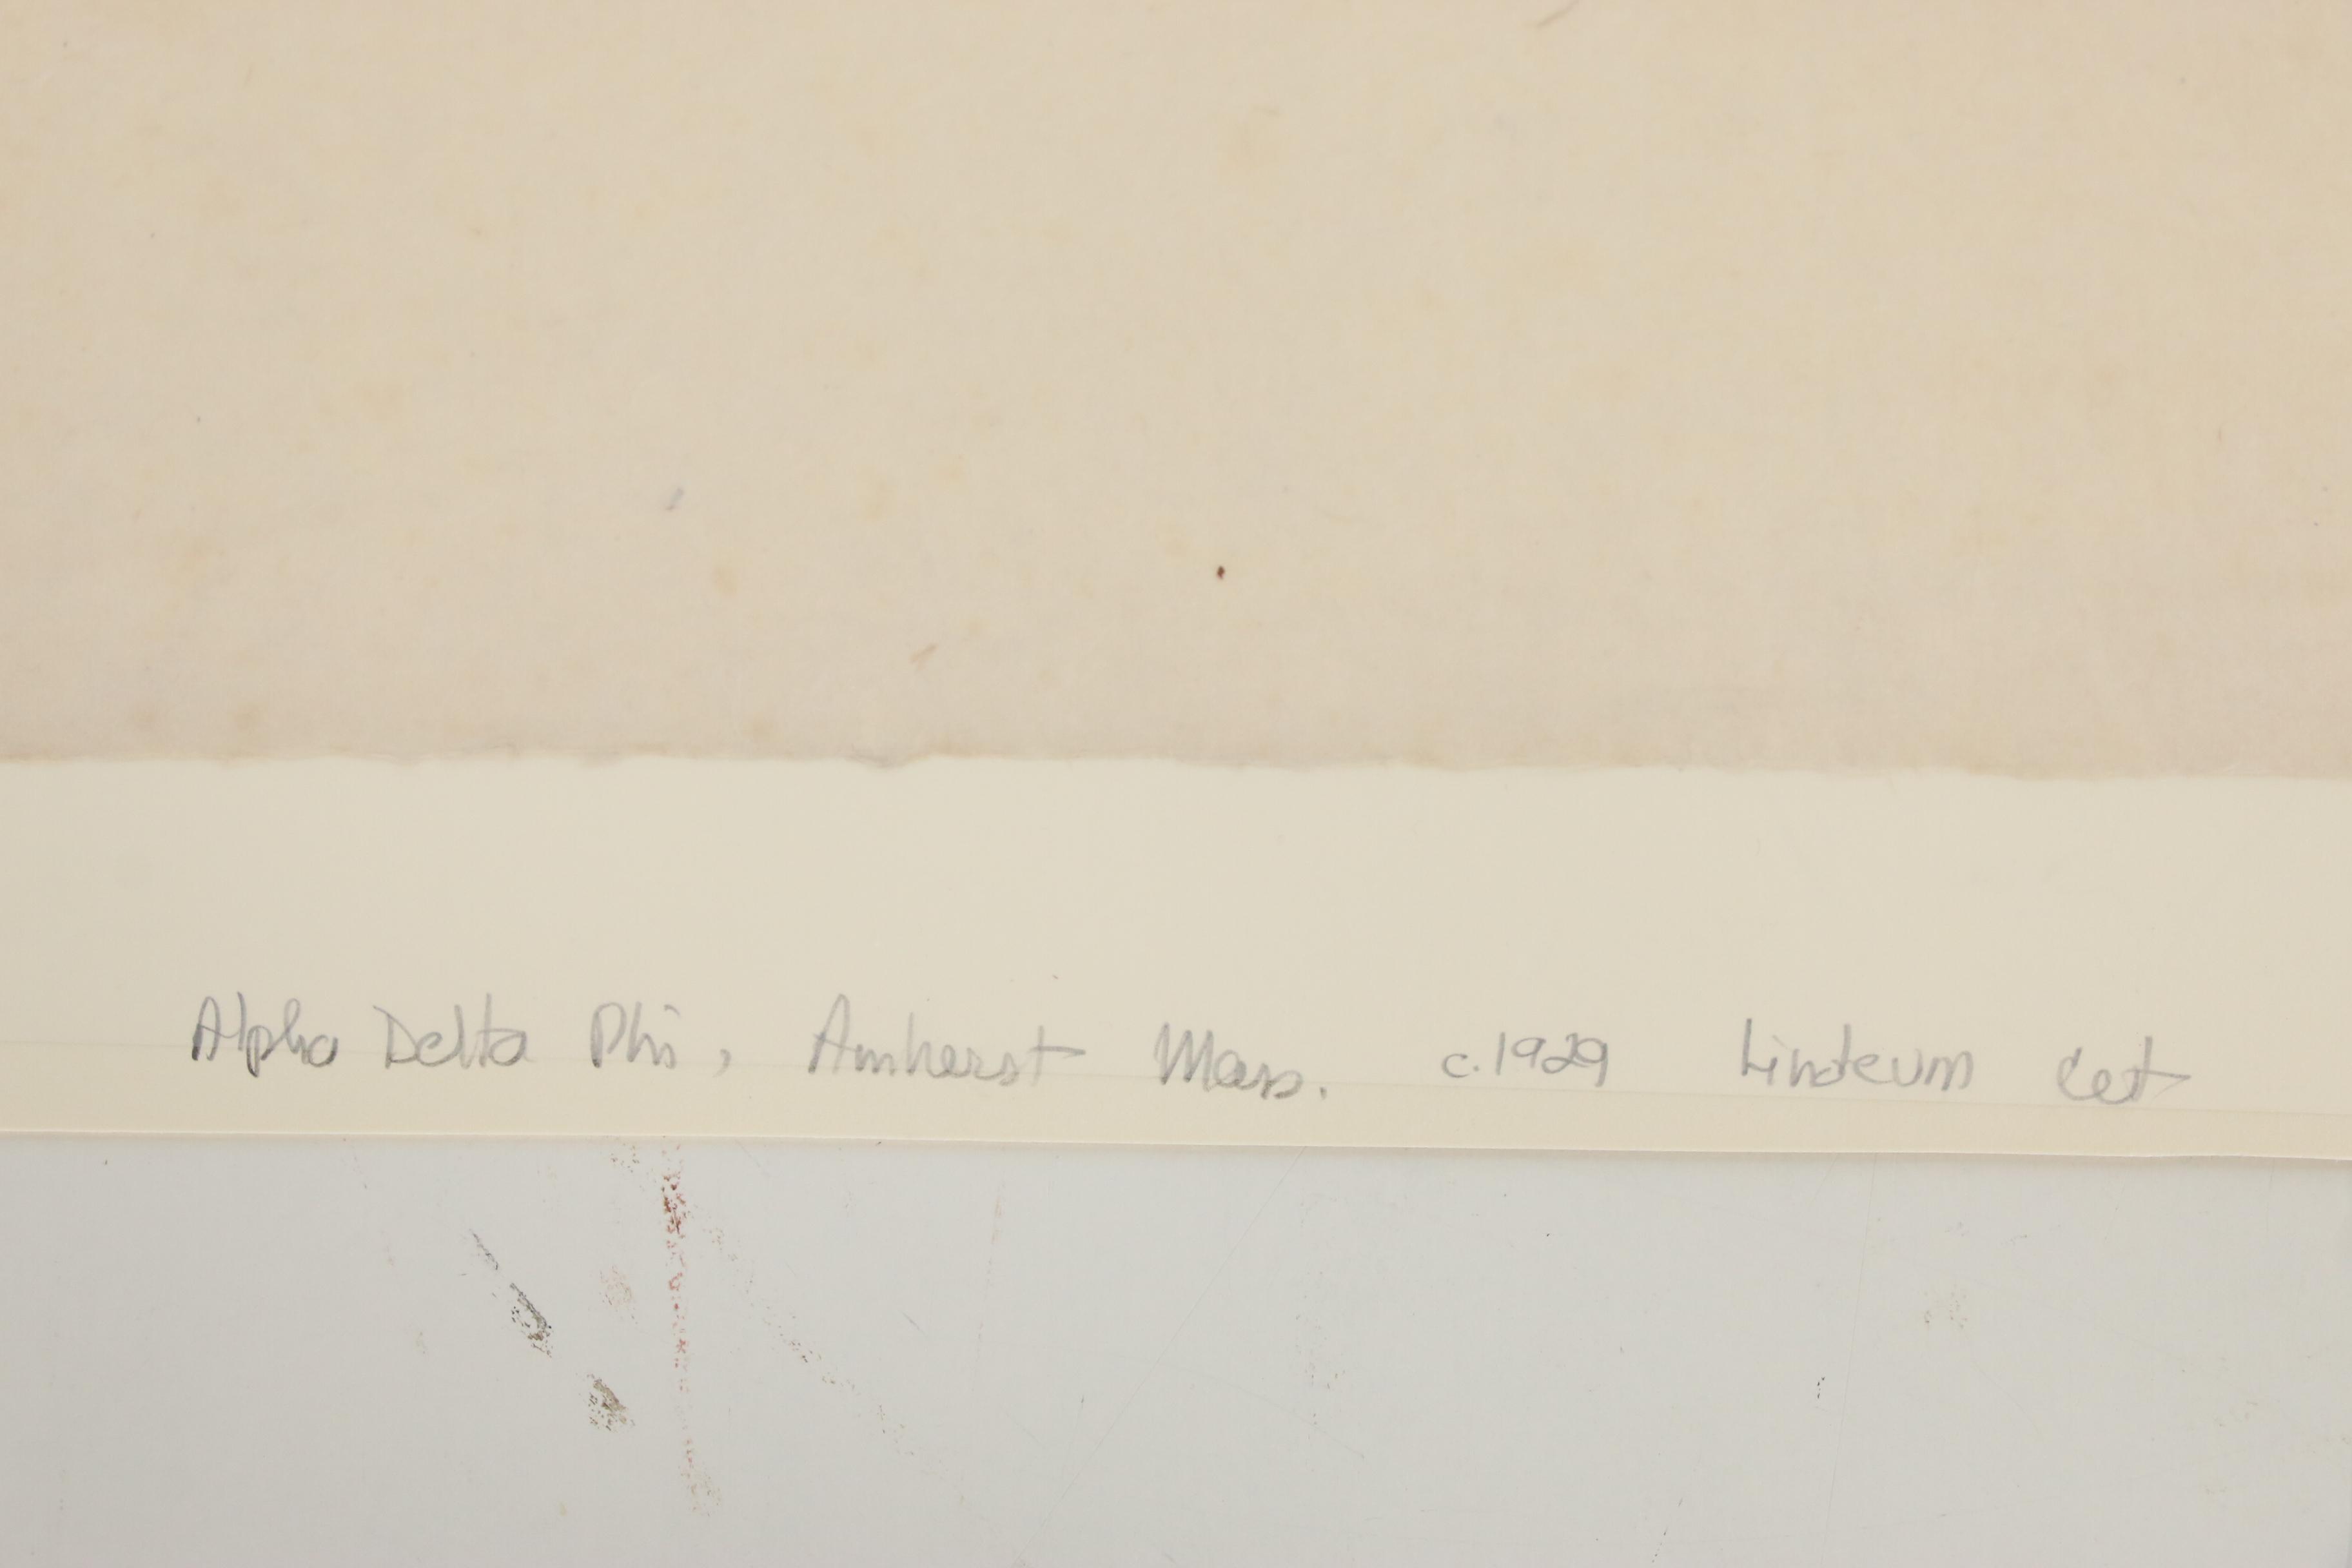 Alpha Delta Phi, Amherst Mass. c.1929 Linoleum cut